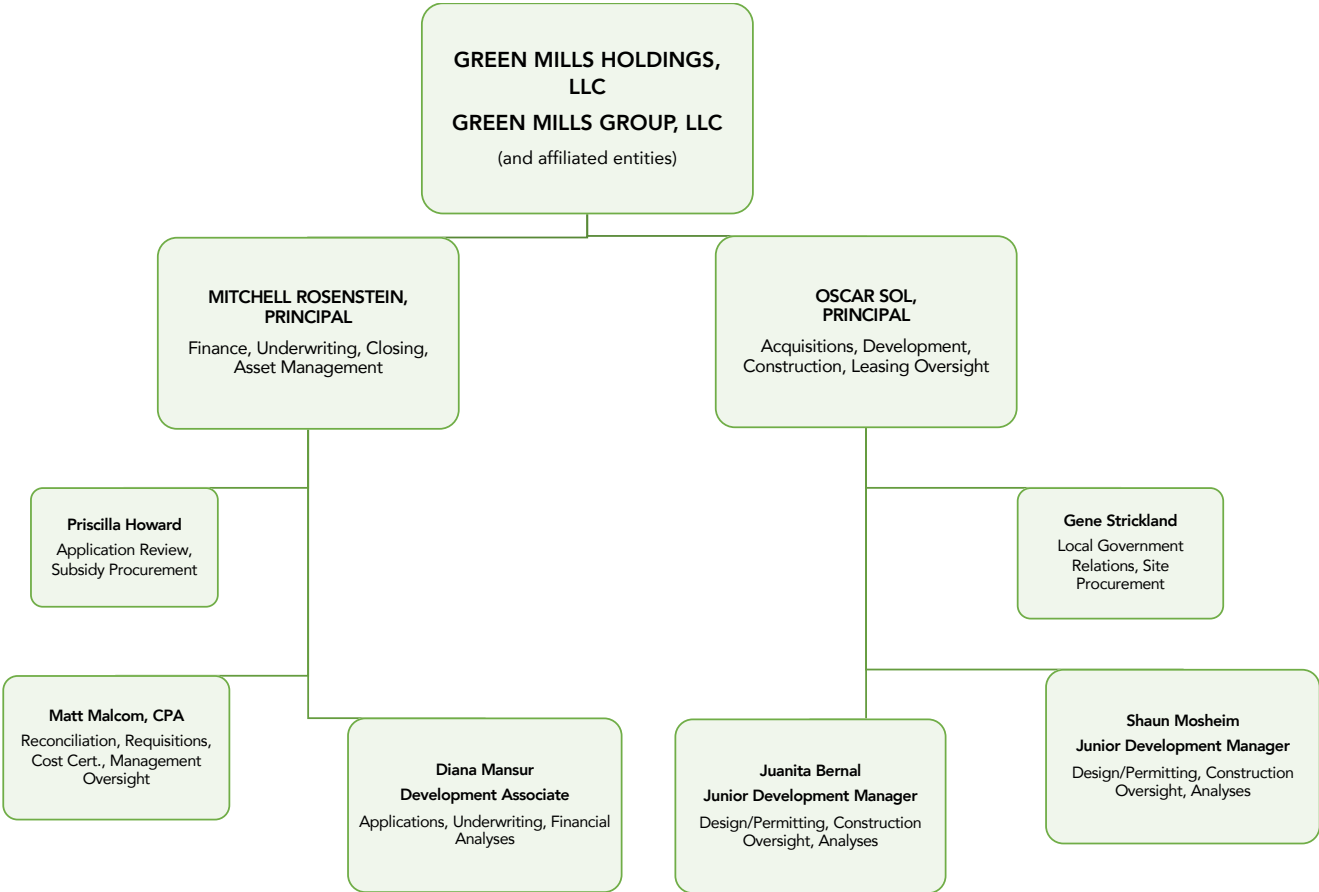 GREEN MILLS HOLDINGS,
LLC
GREEN MILLS GROUP, LLC
(and affiliated entities)
MITCHELL ROSENSTEIN,
PRINCIPAL
Finance, Underwriting, Closing,
Asset Management
OSCAR SOL,
PRINCIPAL
Acquisitions, Development,
Construction, Leasing Oversight
Priscilla Howard
Application Review,
Subsidy Procurement
Gene Strickland
Local Government
Relations, Site
Procurement
Matt Malcom, CPA
Reconciliation, Requisitions,
Cost Cert., Management
Oversight
Diana Mansur
Development Associate
Applications, Underwriting, Financial
Analyses
Juanita Bernal
Junior Development Manager
Design/Permitting, Construction
Oversight, Analyses
Shaun Mosheim
Junior Development Manager
Design/Permitting, Construction
Oversight, Analyses